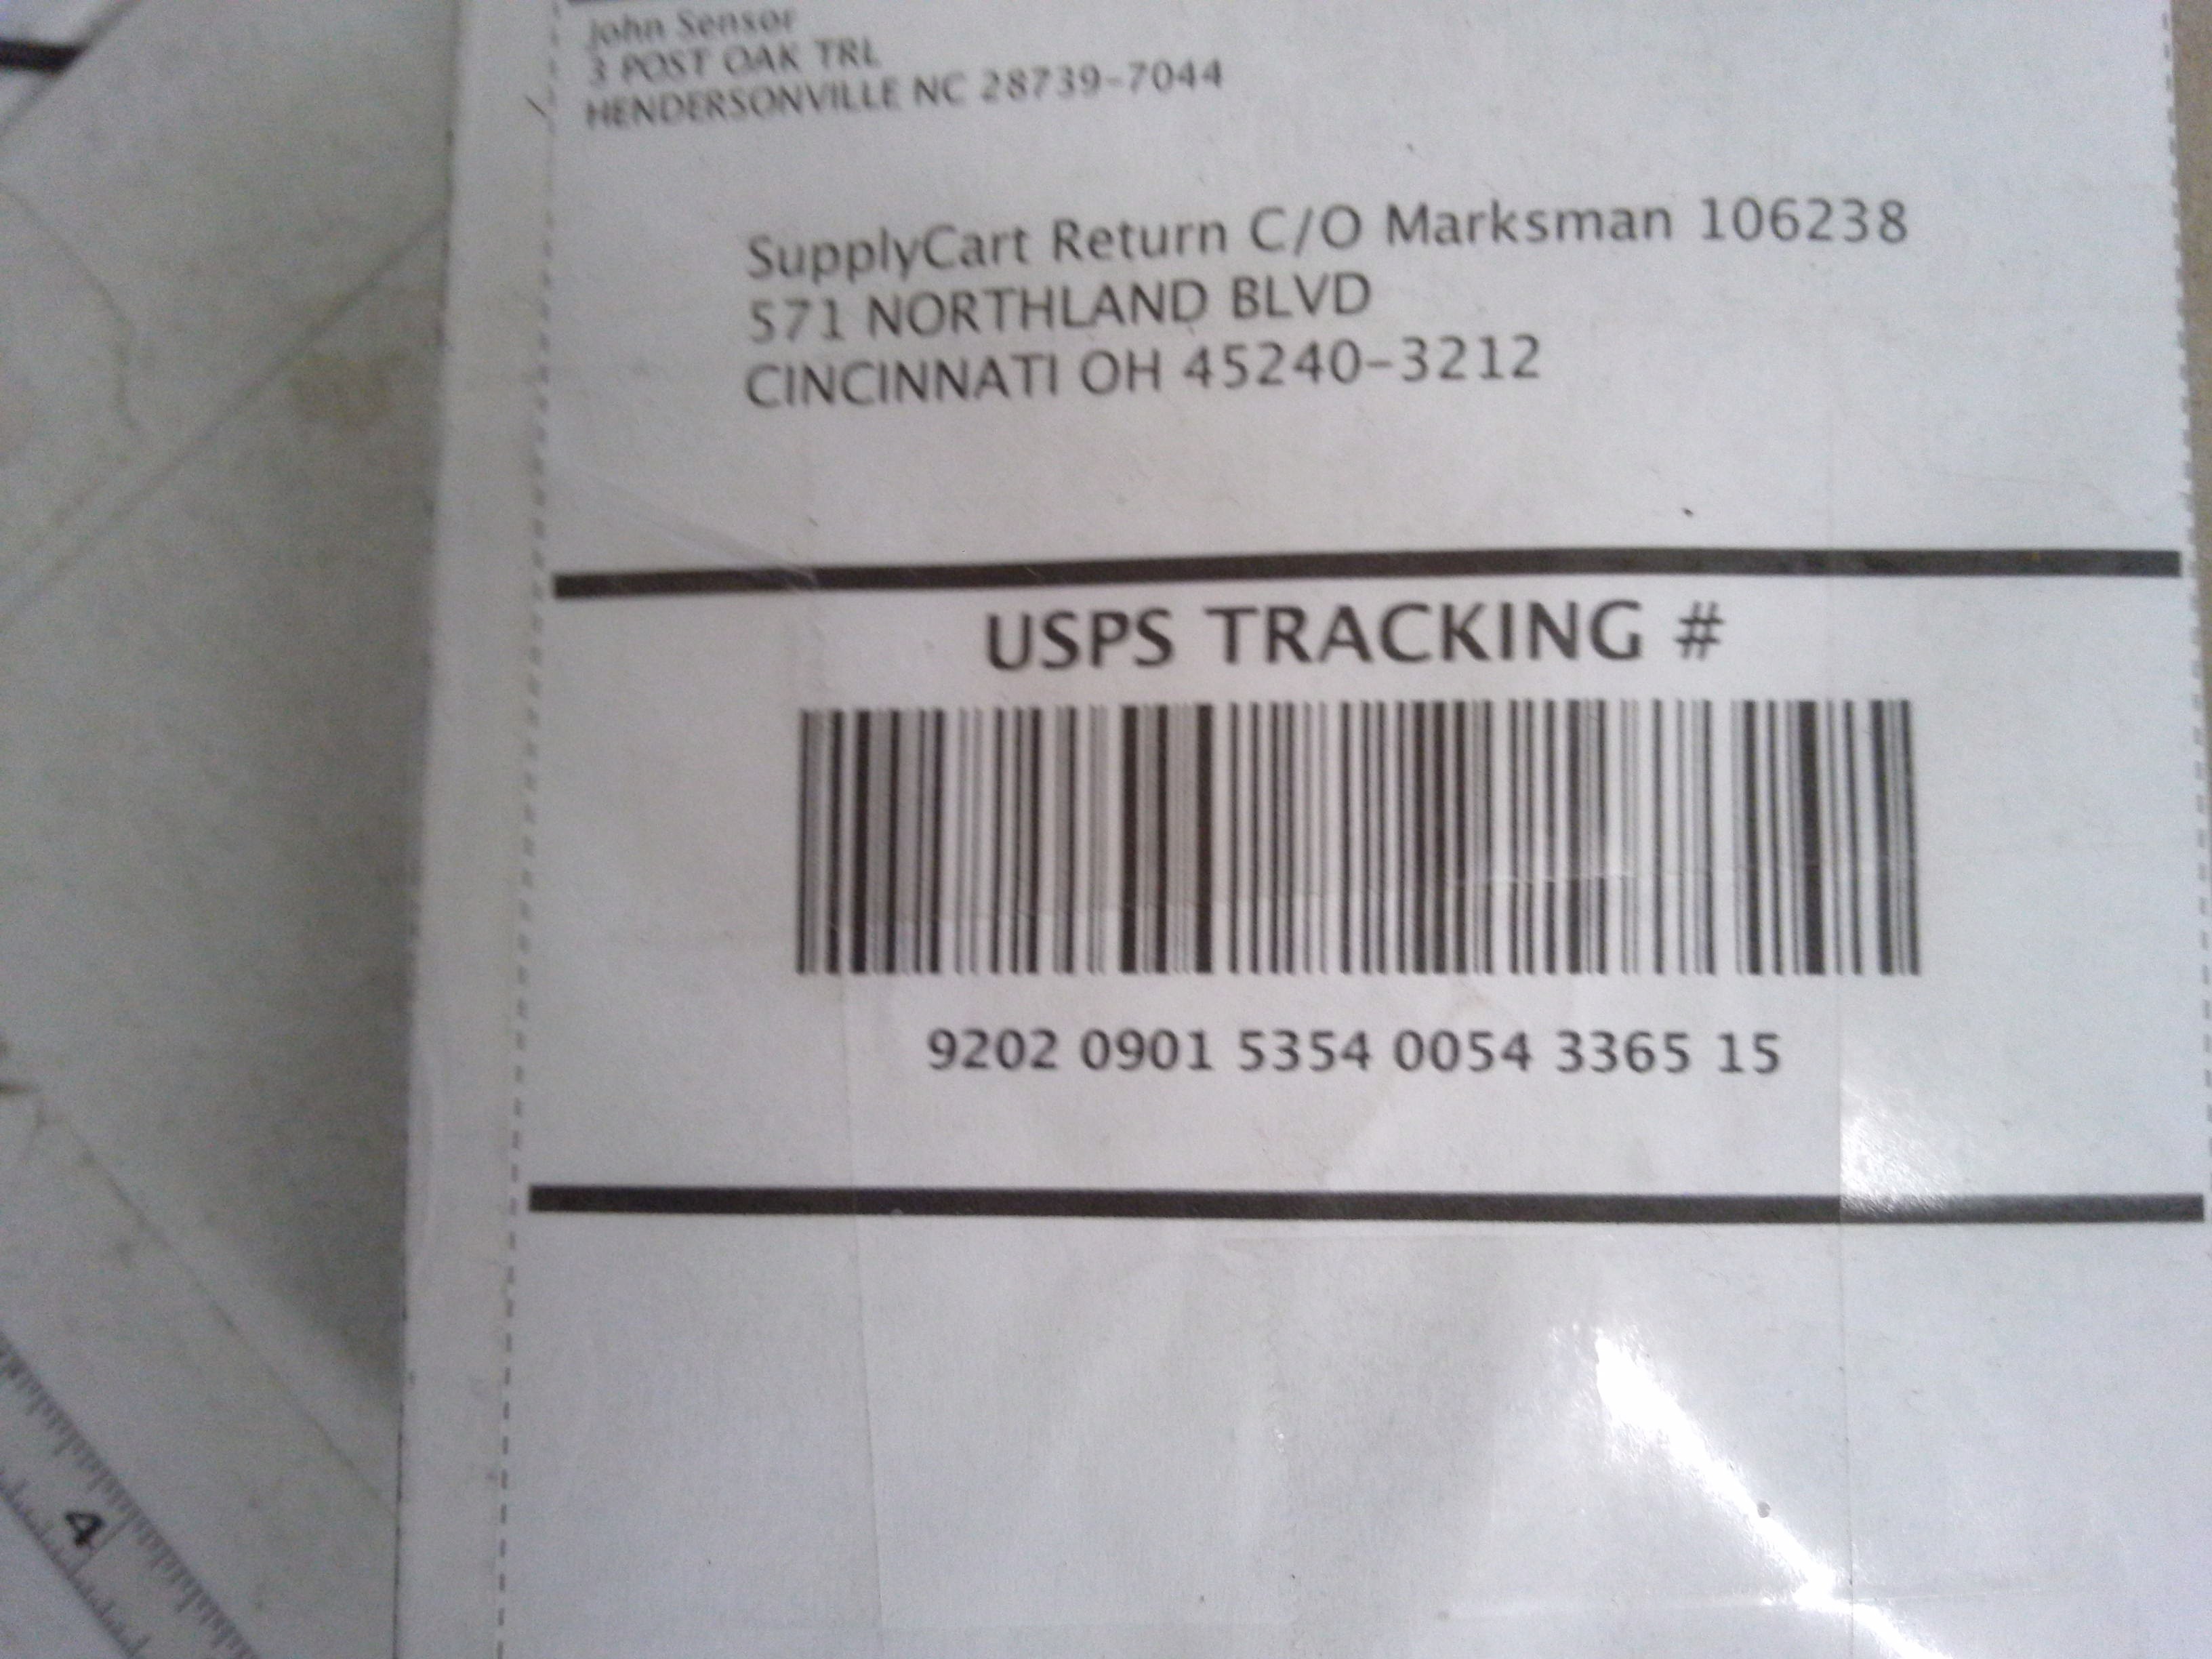 John Sensor
3 POST OAK TRL
HENDERSONVILLE NC 28739-7044
SupplyCart Return C/O Marksman 106238
571 NORTHLAND BLVD
CINCINNATI OH 45240-3212
USPS TRACKING #
9202 0901 5354 0054 3365 15
4